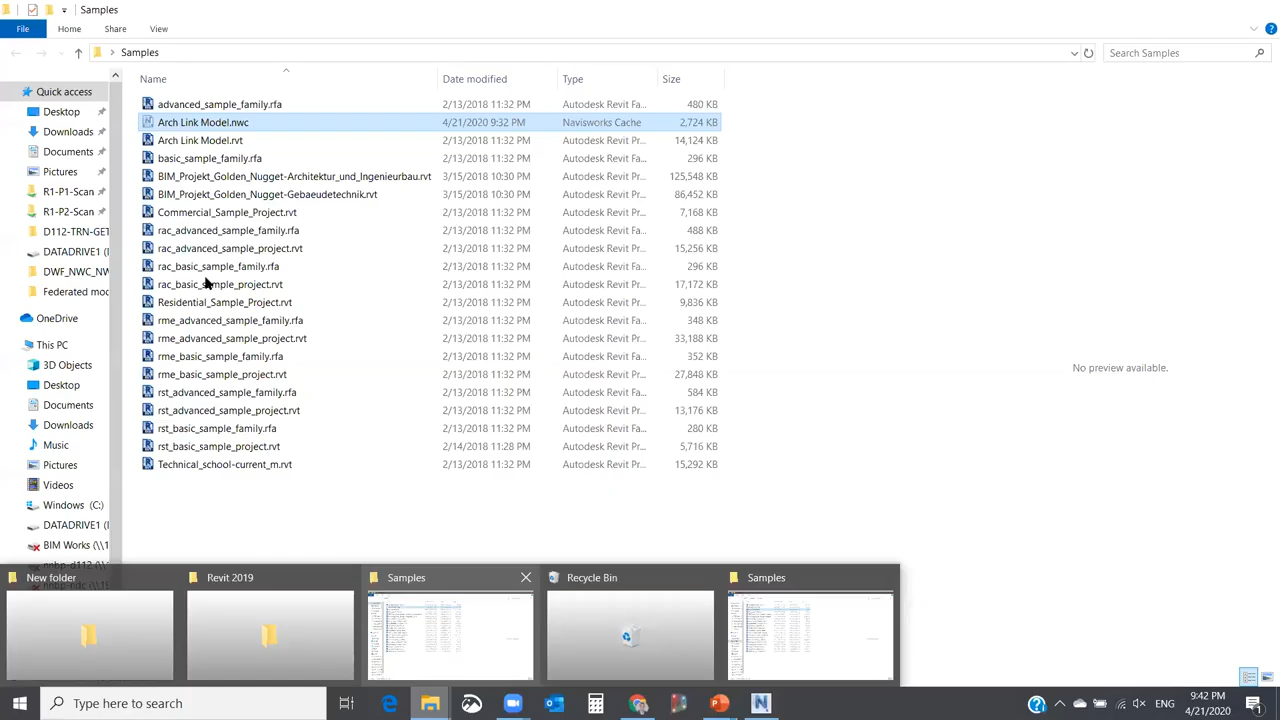 Samples
File Home Share View
Samples
Search Samples
Name Date modified Type Size
Quick access
Desktop
Downloads
Documents
Pictures
R1-P1-Scan
R1-P2-Scan
D112-TRN-GET
DATADRIVE1 (I
DWF_NWC_NW
Federated mod
OneDrive
This PC
3D Objects
Desktop
Documents
Downloads
Music
Pictures
Videos
Windows (C:)
DATADRIVE1 (I
BIM Works (\\1
advanced_sample_family.rfa 2/13/2018 11:32 PM Autodesk Revit Fa... 480 KB
Arch Link Model.nwc 4/21/2020 9:32 PM Navisworks Cache 2,724 KB
Arch Link Model.rvt 2/13/2018 11:32 PM Autodesk Revit Pr... 14,124 KB
basic_sample_family.rfa 2/13/2018 11:32 PM Autodesk Revit Fa... 296 KB
BIM_Projekt_Golden_Nugget-Architektur_und_Ingenieurbau.rvt 3/15/2018 10:30 PM Autodesk Revit Pr... 125,548 KB
BIM_Projekt_Golden_Nugget-Gebaeudetechnik.rvt 3/15/2018 10:30 PM Autodesk Revit Pr... 86,452 KB
Commercial_Sample_Project.rvt 2/13/2018 11:32 PM Autodesk Revit Pr... 7,168 KB
rac_advanced_sample_family.rfa 2/13/2018 11:32 PM Autodesk Revit Fa... 488 KB
rac_advanced_sample_project.rvt 2/13/2018 11:32 PM Autodesk Revit Pr... 15,256 KB
rac_basic_sample_family.rfa 2/13/2018 11:32 PM Autodesk Revit Fa... 296 KB
rac_basic_sample_project.rvt 2/13/2018 11:32 PM Autodesk Revit Pr... 17,172 KB
Residential_Sample_Project.rvt 2/13/2018 11:32 PM Autodesk Revit Pr... 9,836 KB
rme_advanced_sample_family.rfa 2/13/2018 11:32 PM Autodesk Revit Fa... 348 KB
rme_advanced_sample_project.rvt 2/13/2018 11:32 PM Autodesk Revit Pr... 33,188 KB
rme_basic_sample_family.rfa 2/13/2018 11:32 PM Autodesk Revit Fa... 352 KB
rme_basic_sample_project.rvt 2/13/2018 11:32 PM Autodesk Revit Pr... 27,848 KB
rst_advanced_sample_family.rfa 2/13/2018 11:32 PM Autodesk Revit Fa... 584 KB
rst_advanced_sample_project.rvt 2/13/2018 11:32 PM Autodesk Revit Pr... 13,176 KB
rst_basic_sample_family.rfa 2/13/2018 11:32 PM Autodesk Revit Fa... 280 KB
rst_basic_sample_project.rvt 2/14/2018 11:28 PM Autodesk Revit Pr... 5,716 KB
Technical_school-current_m.rvt 2/13/2018 11:32 PM Autodesk Revit Pr... 15,292 KB
No preview available.
New folder
Revit 2019
Samples
Recycle Bin
Samples
Type here to search
ENG
9:42 PM
4/21/2020